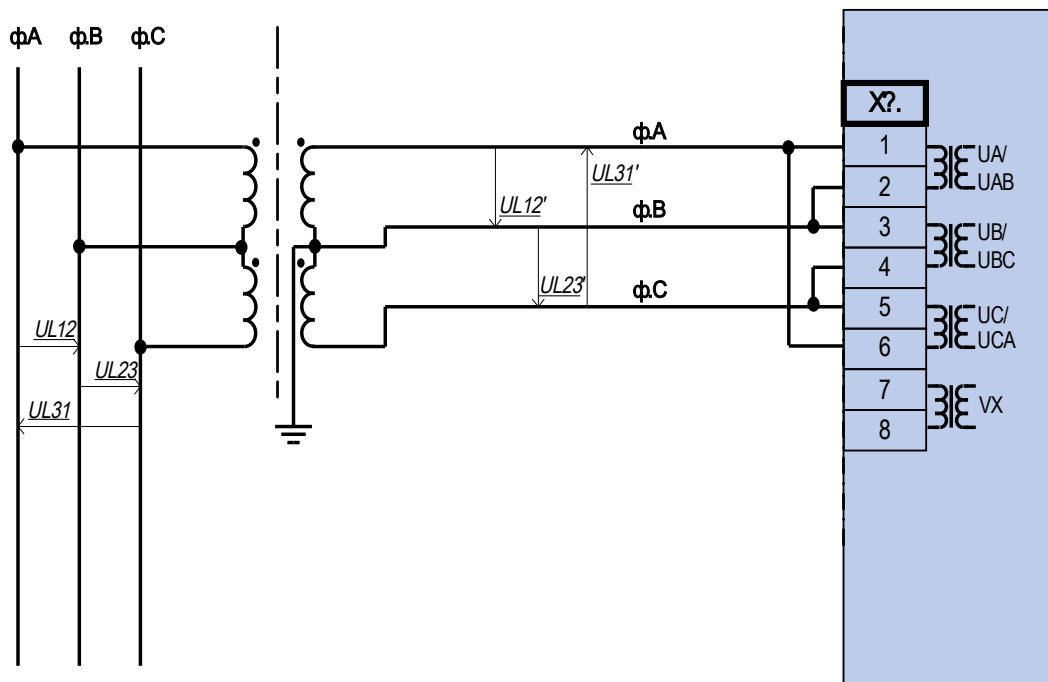 ф.А ф.В ф.С
Х?.
ф.А
1
UA/
UAB
UL31'
2
UL12'
ф.В
3
UB/
UBC
4
UL23'
ф.С
5
UC/
UCA
UL12
6
UL23
7
VX
UL31
8